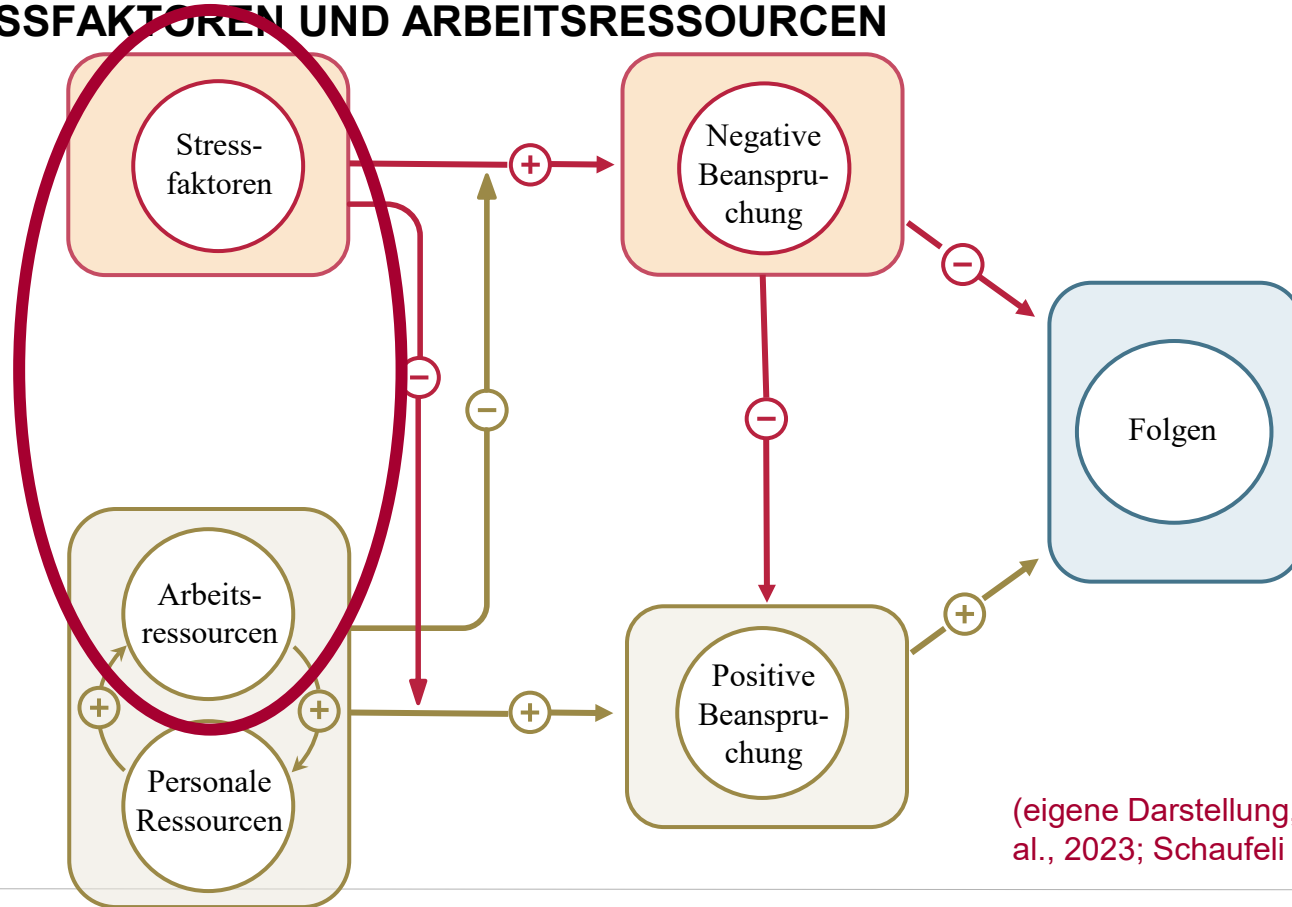 SSFAKTOREN UND ARBEITSRESSOURCEN
Stress-
faktoren
+
Negative
Beanspru-
chung
−
−
−
−
Folgen
Arbeits-
ressourcen
+
+
Personale
Ressourcen
+
Positive
Beanspru-
chung
+
(eigene Darstellung,
al., 2023; Schaufeli